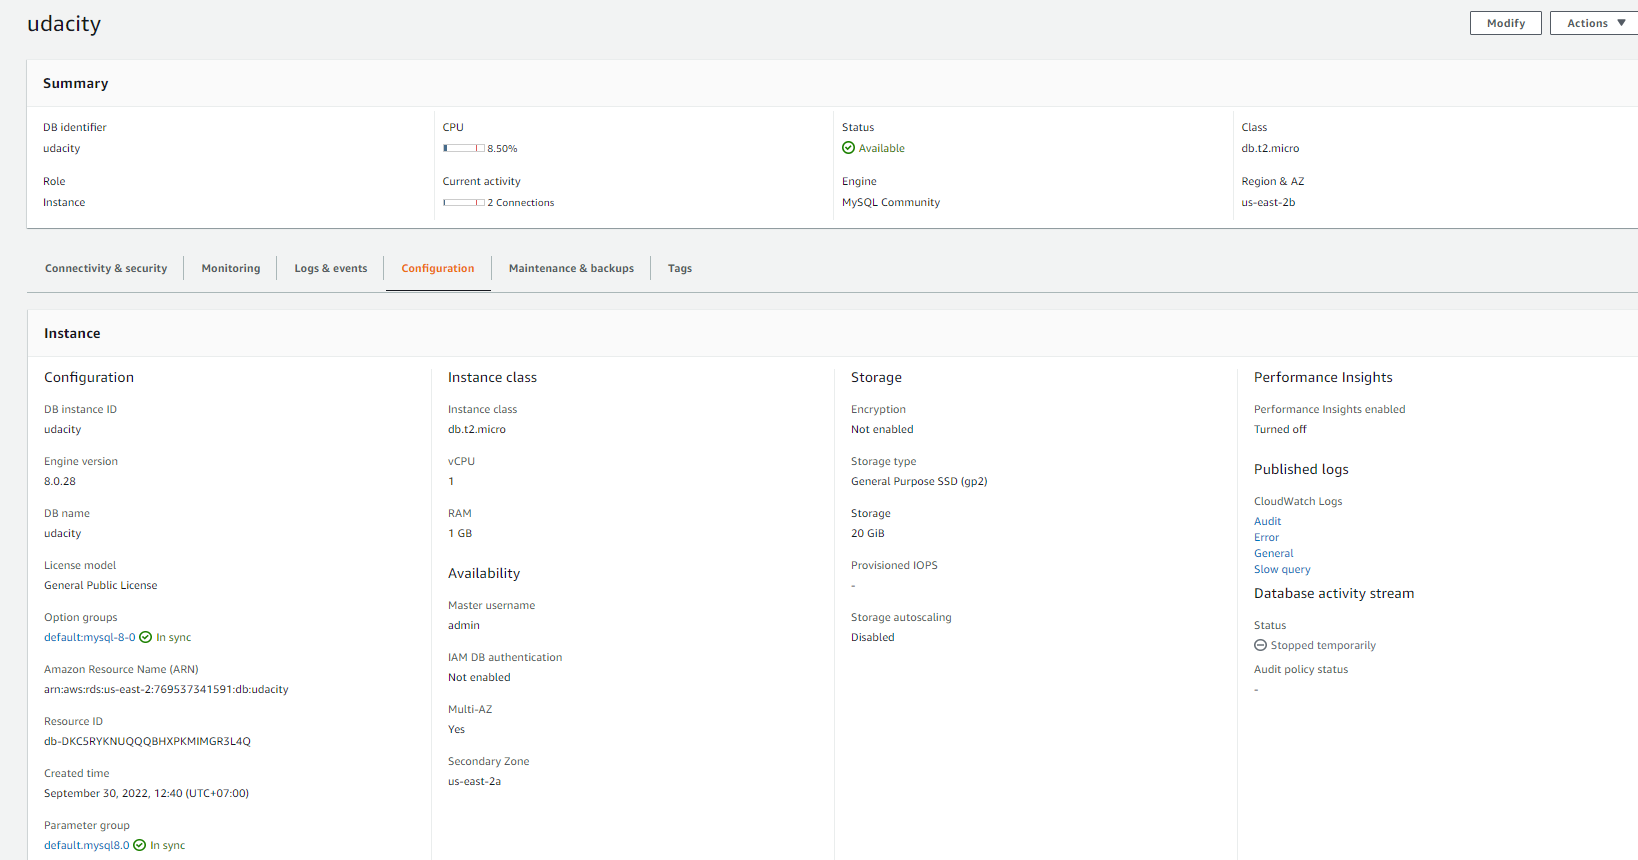 udacity
Modify
Actions
Summary
DB identifier
udacity
CPU
8.50%
Status
Available
Class
db.t2.micro
Role
Instance
Current activity
2 Connections
Engine
MySQL Community
Region & AZ
us-east-2b
Connectivity & security
Monitoring
Logs & events
Configuration
Maintenance & backups
Tags
Instance
Configuration
DB instance ID
udacity
Engine version
8.0.28
DB name
udacity
License model
General Public License
Option groups
default:mysql-8-0 In sync
Amazon Resource Name (ARN)
arn:aws:rds:us-east-2:769537341591:db:udacity
Resource ID
db-DKC5RYKNUQQQBHXPKMIMGR3L4Q
Created time
September 30, 2022, 12:40 (UTC+07:00)
Parameter group
default.mysql8.0 In sync
Instance class
Instance class
db.t2.micro
vCPU
1
RAM
1 GB
Availability
Master username
admin
IAM DB authentication
Not enabled
Multi-AZ
Yes
Secondary Zone
us-east-2a
Storage
Encryption
Not enabled
Storage type
General Purpose SSD (gp2)
Storage
20 GiB
Provisioned IOPS
-
Storage autoscaling
Disabled
Performance Insights
Performance Insights enabled
Turned off
Published logs
CloudWatch Logs
Audit
Error
General
Slow query
Database activity stream
Status
Stopped temporarily
Audit policy status
-